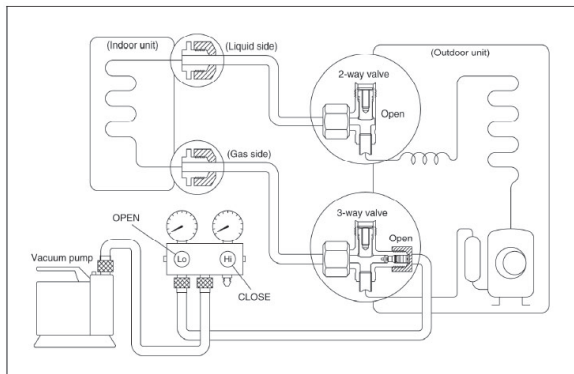 (Indoor unit)
(Liquid side)
(Outdoor unit)
2-way valve
Open
(Gas side)
3-way valve
Open
OPEN
Vacuum pump
Lo
Hi
CLOSE